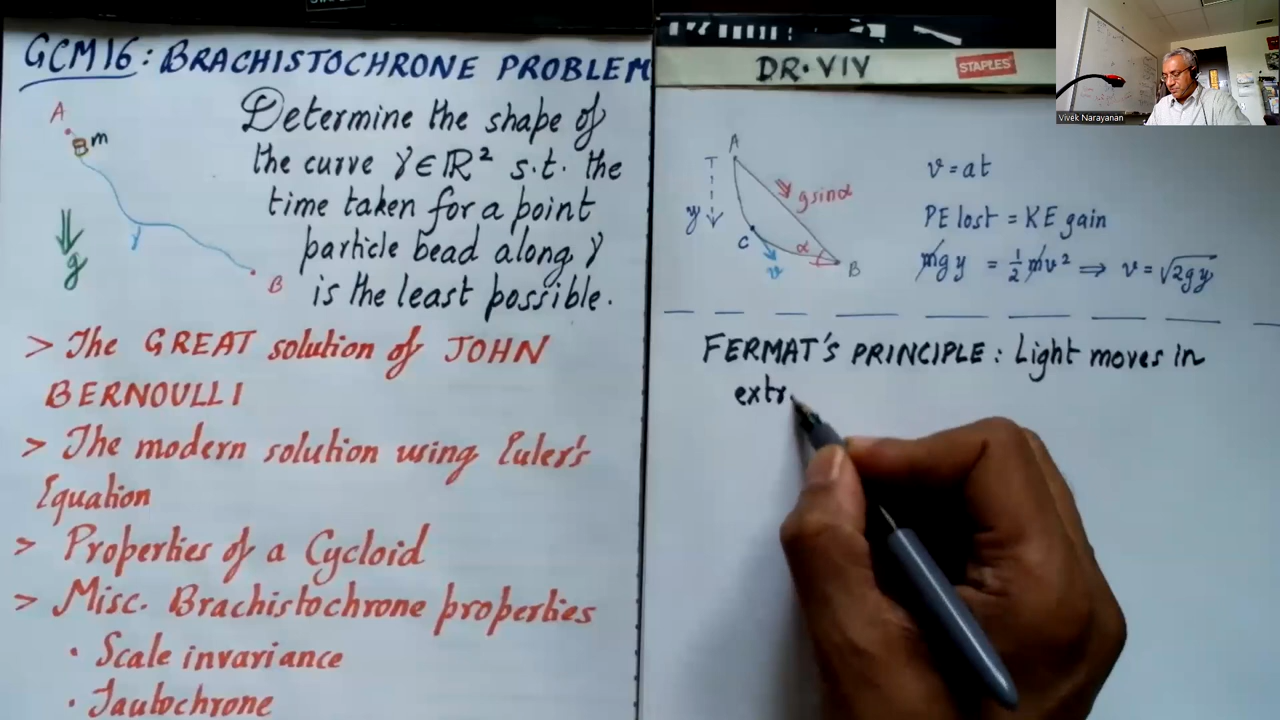 GCM16: BRACHISTOCHRONE PROBLEM
A
m
Determine the shape of
the curve γ ∈ ℝ² s.t. the
time taken for a point
particle bead along γ
is the least possible.
g
γ
B
> The GREAT solution of JOHN
BERNOULLI
> The modern solution using Euler's
Equation
> Properties of a Cycloid
> Misc. Brachistochrone properties
• Scale invariance
• Tautochrone
DR. VIV
STAPLES
Vivek Narayanan
A
y
g sinα
C
v
α
B
v = at
PE lost = KE gain
mgy = ½mv² ⟹ v = √2gy
FERMAT'S PRINCIPLE: Light moves in
extr